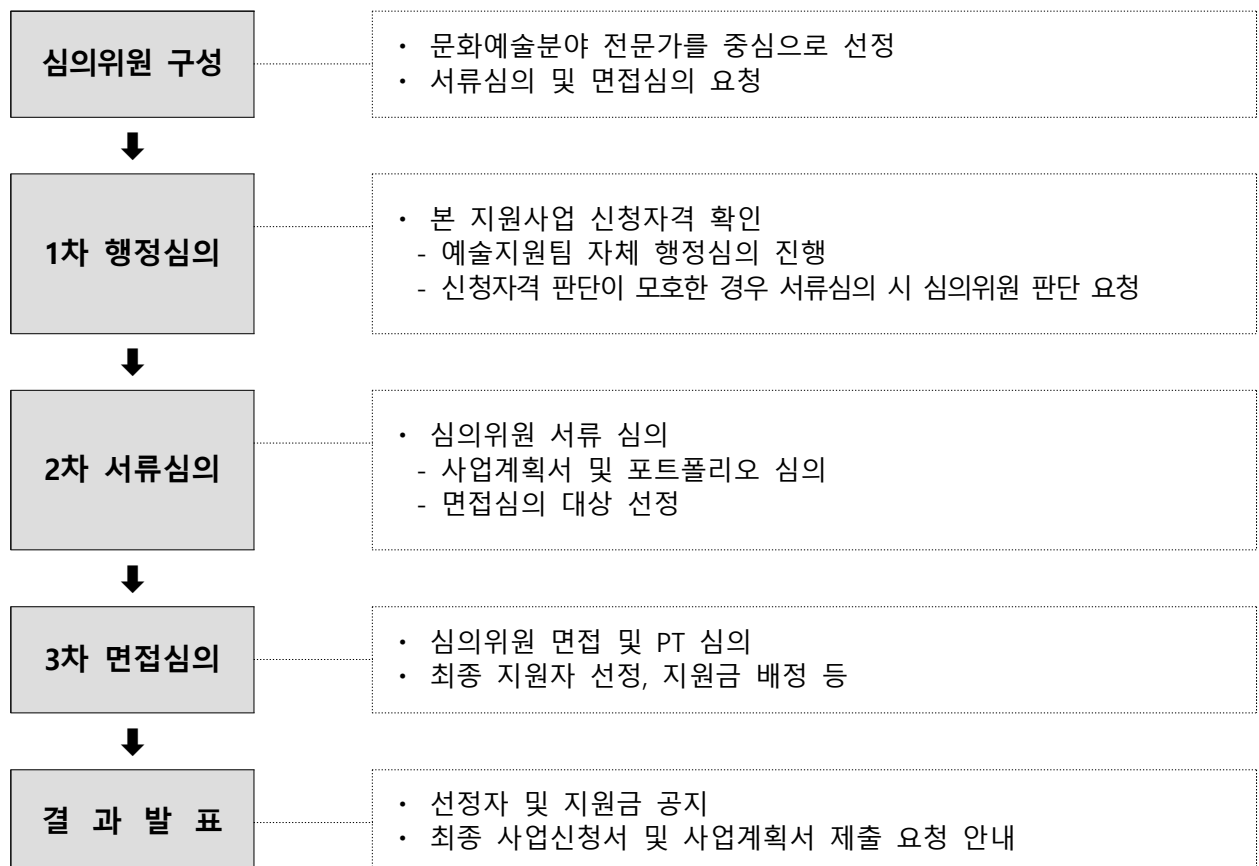 심의위원 구성
· 문화예술분야 전문가를 중심으로 선정
· 서류심의 및 면접심의 요청
1차 행정심의
· 본 지원사업 신청자격 확인
- 예술지원팀 자체 행정심의 진행
- 신청자격 판단이 모호한 경우 서류심의 시 심의위원 판단 요청
2차 서류심의
· 심의위원 서류 심의
- 사업계획서 및 포트폴리오 심의
- 면접심의 대상 선정
3차 면접심의
· 심의위원 면접 및 PT 심의
· 최종 지원자 선정, 지원금 배정 등
결 과 발 표
· 선정자 및 지원금 공지
· 최종 사업신청서 및 사업계획서 제출 요청 안내